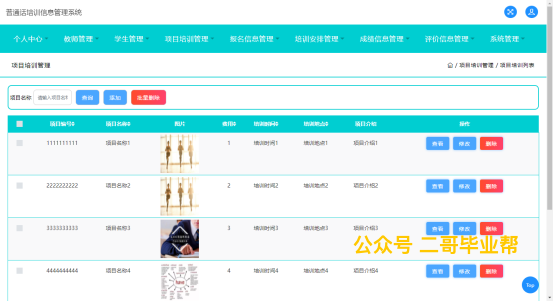 普通话培训信息管理系统
个人中心 教师管理 学生管理 项目培训管理 报名信息管理 培训安排管理 成绩信息管理 评价信息管理 系统管理
项目培训管理 / 项目培训管理 / 项目培训列表
项目名称 请输入项目名称 查询 添加 批量删除
项目编号 项目名称 图片 费用 培训时间 培训地点 项目介绍 操作
1111111111 项目名称1 1 培训时间1 培训地点1 项目介绍1 查看 修改 删除
2222222222 项目名称2 2 培训时间2 培训地点2 项目介绍2 查看 修改 删除
3333333333 项目名称3 3 培训时间3 培训地点3 项目介绍3 查看 修改 删除
公众号 二哥毕业帮
4444444444 项目名称4 4 培训时间4 培训地点4 项目介绍4 查看 修改 删除
Top